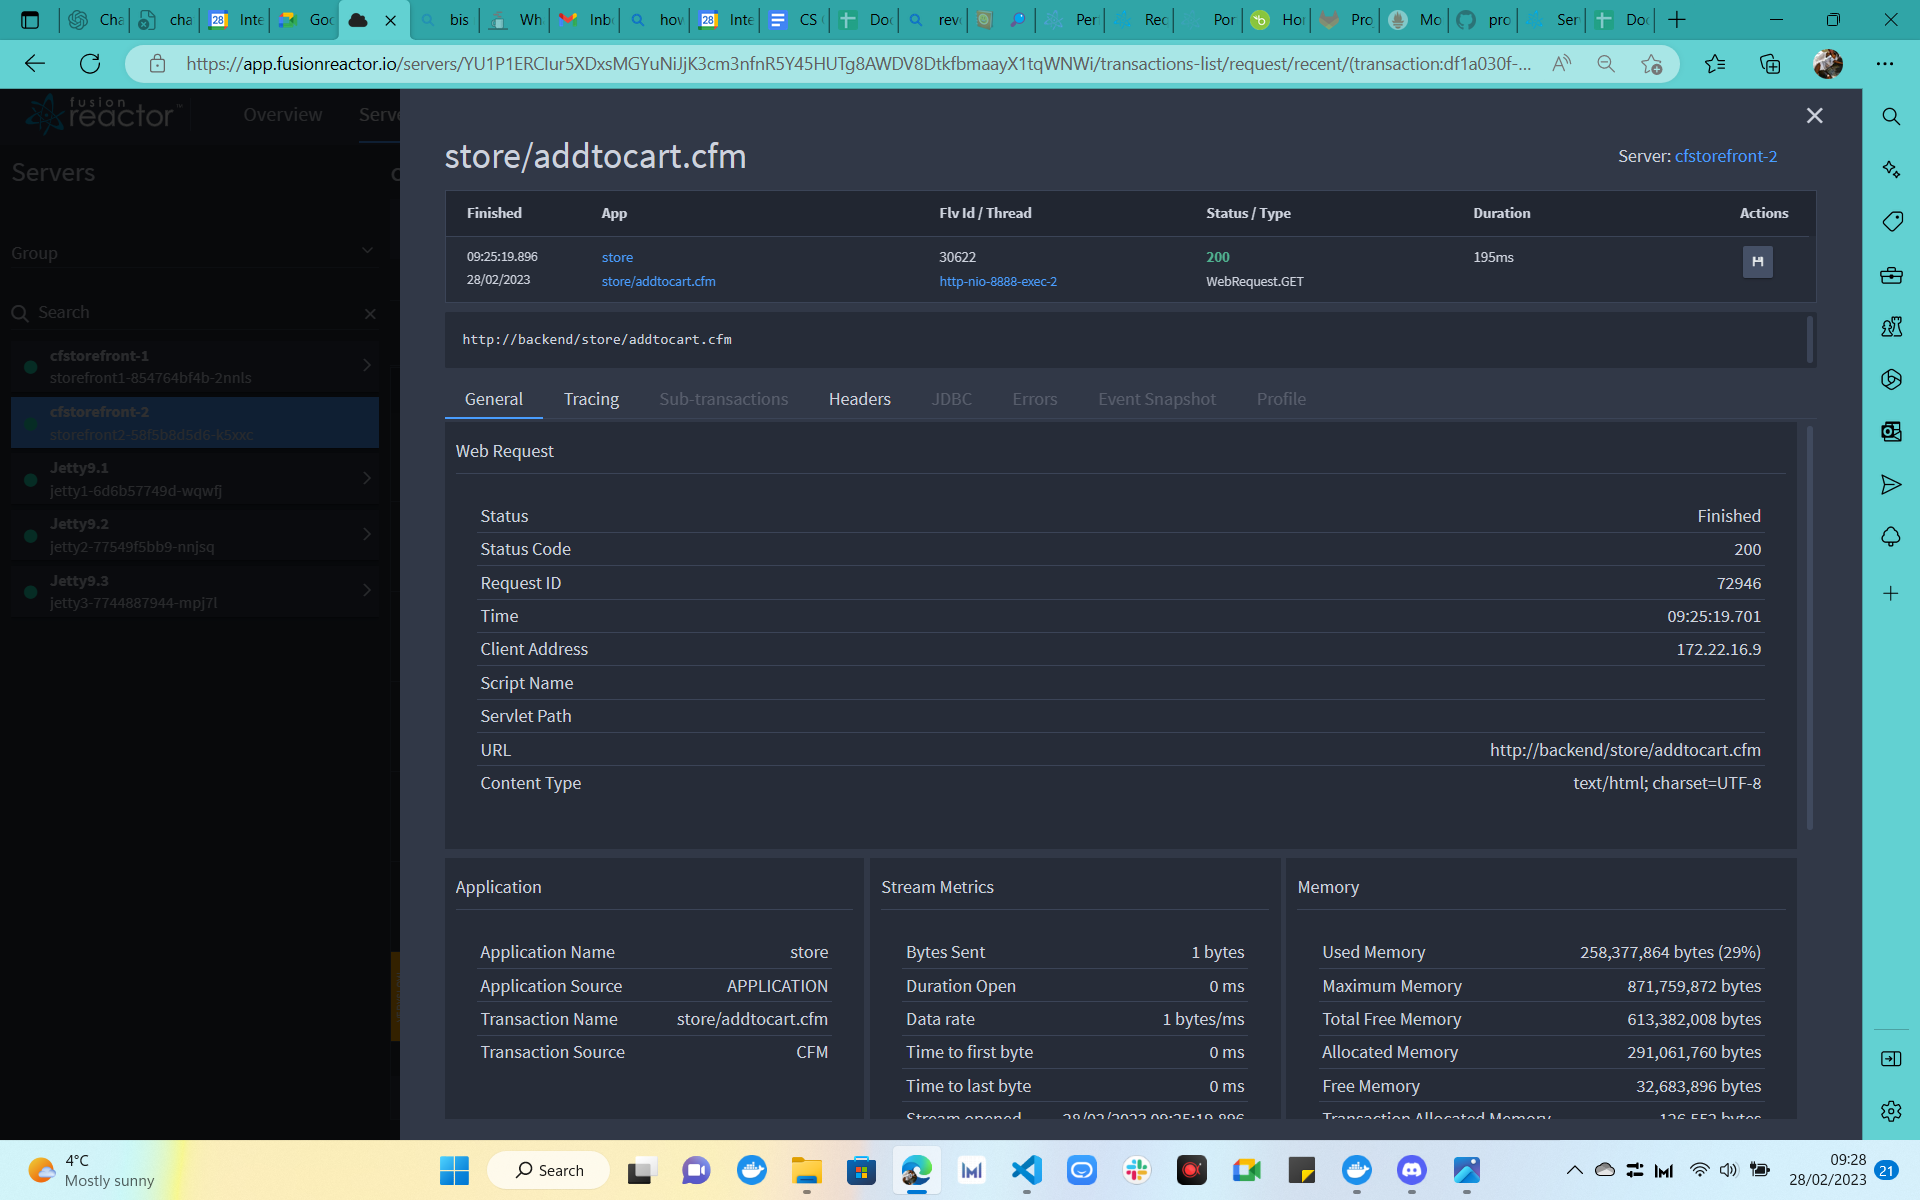 Cha
cha
Inte
Goo
bis
Wh
Inb
how
Inte
CS
Doc
reve
Per
Rec
Por
Hor
Pro
Mo
pro
Ser
Doc
https://app.fusionreactor.io/servers/YU1P1ERClur5XDxsMGYuNiJjK3cm3nfnR5Y45HUTg8AWDV8DtkfbmaayX1tqWNWi/transactions-list/request/recent/(transaction:df1a030f-...
fusion
reactor
Overview
Serve
Servers
Group
Search
cfstorefront-1
storefront1-854764bf4b-2nnls
cfstorefront-2
storefront2-58f5b8d5d6-k5xxc
Jetty9.1
jetty1-6d6b57749d-wqwfj
Jetty9.2
jetty2-77549f5bb9-nnjsq
Jetty9.3
jetty3-7744887944-mpj7l
store/addtocart.cfm
Server: cfstorefront-2
Finished App Flv Id / Thread Status / Type Duration Actions
09:25:19.896 store 30622 200 195ms
28/02/2023 store/addtocart.cfm http-nio-8888-exec-2 WebRequest.GET
http://backend/store/addtocart.cfm
General Tracing Sub-transactions Headers JDBC Errors Event Snapshot Profile
Web Request
Status Finished
Status Code 200
Request ID 72946
Time 09:25:19.701
Client Address 172.22.16.9
Script Name
Servlet Path
URL http://backend/store/addtocart.cfm
Content Type text/html; charset=UTF-8
Application
Application Name store
Application Source APPLICATION
Transaction Name store/addtocart.cfm
Transaction Source CFM
Stream Metrics
Bytes Sent 1 bytes
Duration Open 0 ms
Data rate 1 bytes/ms
Time to first byte 0 ms
Time to last byte 0 ms
Stream opened 28/02/2023 09:25:19.896
Memory
Used Memory 258,377,864 bytes (29%)
Maximum Memory 871,759,872 bytes
Total Free Memory 613,382,008 bytes
Allocated Memory 291,061,760 bytes
Free Memory 32,683,896 bytes
Transaction Allocated Memory 126,552 bytes
4°C
Mostly sunny
Search
09:28
28/02/2023
21